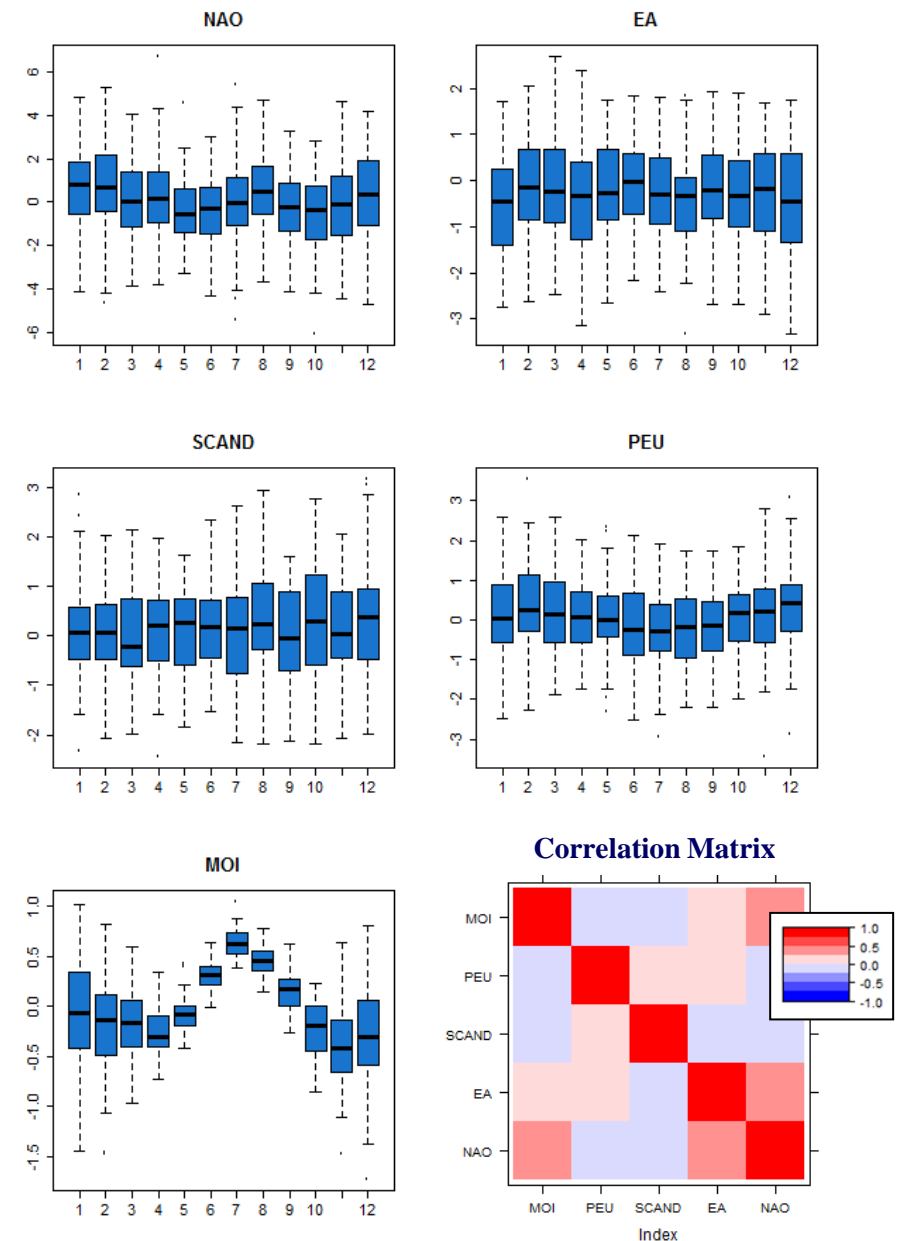 NAO
6
4
2
0
-2
-4
-6
1 2 3 4 5 6 7 8 9 10 12
EA
2
1
0
-1
-2
-3
1 2 3 4 5 6 7 8 9 10 12
SCAND
3
2
1
0
-1
-2
1 2 3 4 5 6 7 8 9 10 12
PEU
3
2
1
0
-1
-2
-3
1 2 3 4 5 6 7 8 9 10 12
MOI
1.0
0.5
0.0
-0.5
-1.0
-1.5
1 2 3 4 5 6 7 8 9 10 12
Correlation Matrix
MOI
PEU
SCAND
EA
NAO
MOI PEU SCAND EA NAO
Index
1.0
0.5
0.0
-0.5
-1.0